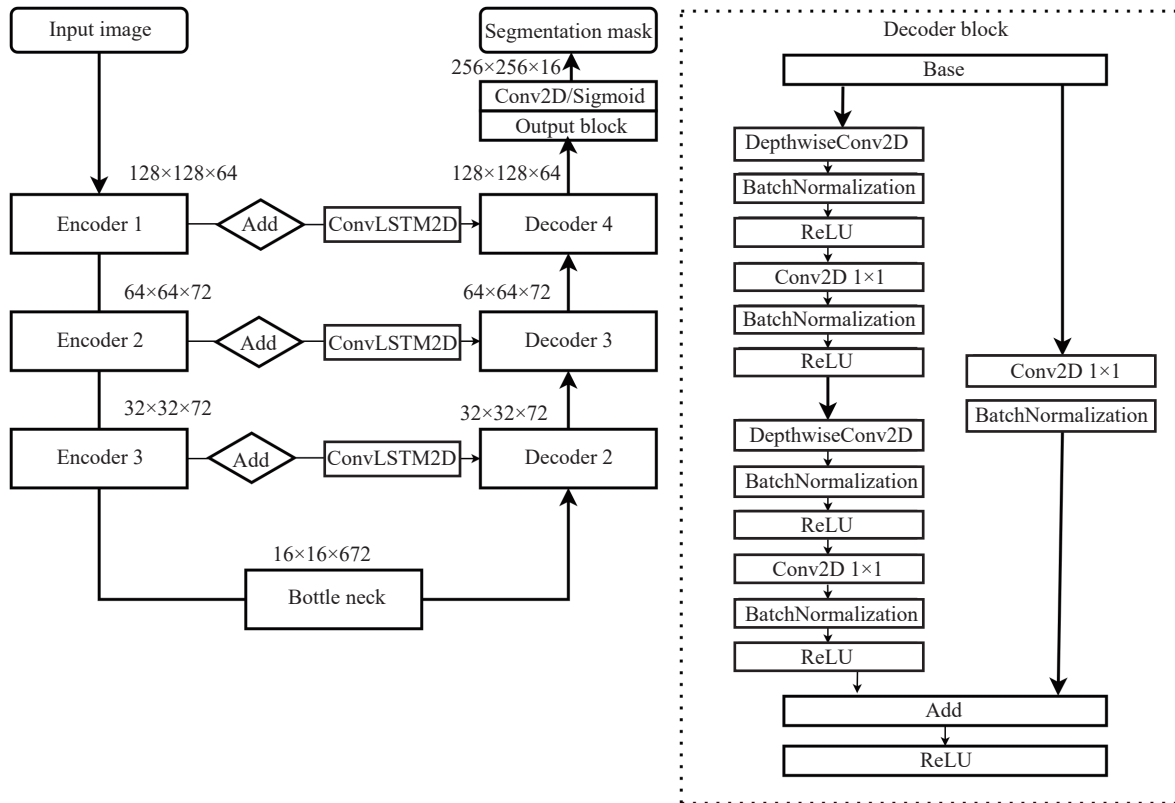 Input image
Segmentation mask
256×256×16
Conv2D/Sigmoid
Output block
128×128×64
128×128×64
Encoder 1
Add
ConvLSTM2D
Decoder 4
64×64×72
64×64×72
Encoder 2
Add
ConvLSTM2D
Decoder 3
32×32×72
32×32×72
Encoder 3
Add
ConvLSTM2D
Decoder 2
16×16×672
Bottle neck
Decoder block
Base
DepthwiseConv2D
BatchNormalization
ReLU
Conv2D 1×1
BatchNormalization
ReLU
DepthwiseConv2D
BatchNormalization
ReLU
Conv2D 1×1
BatchNormalization
ReLU
Conv2D 1×1
BatchNormalization
Add
ReLU